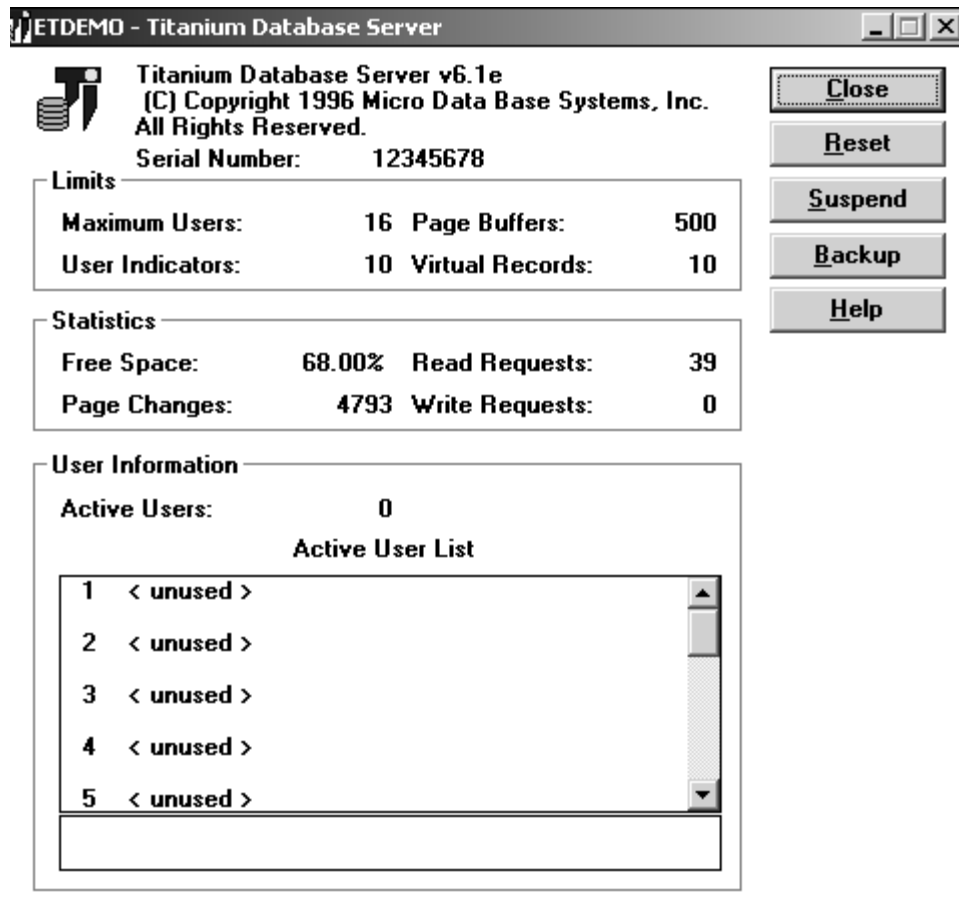 ETDEMO - Titanium Database Server
Titanium Database Server v6.1e
(C) Copyright 1996 Micro Data Base Systems, Inc.
All Rights Reserved.
Serial Number: 12345678
Close
Reset
Suspend
Backup
Help
Limits
Maximum Users: 16 Page Buffers: 500
User Indicators: 10 Virtual Records: 10
Statistics
Free Space: 68.00% Read Requests: 39
Page Changes: 4793 Write Requests: 0
User Information
Active Users: 0
Active User List
1 < unused >
2 < unused >
3 < unused >
4 < unused >
5 < unused >